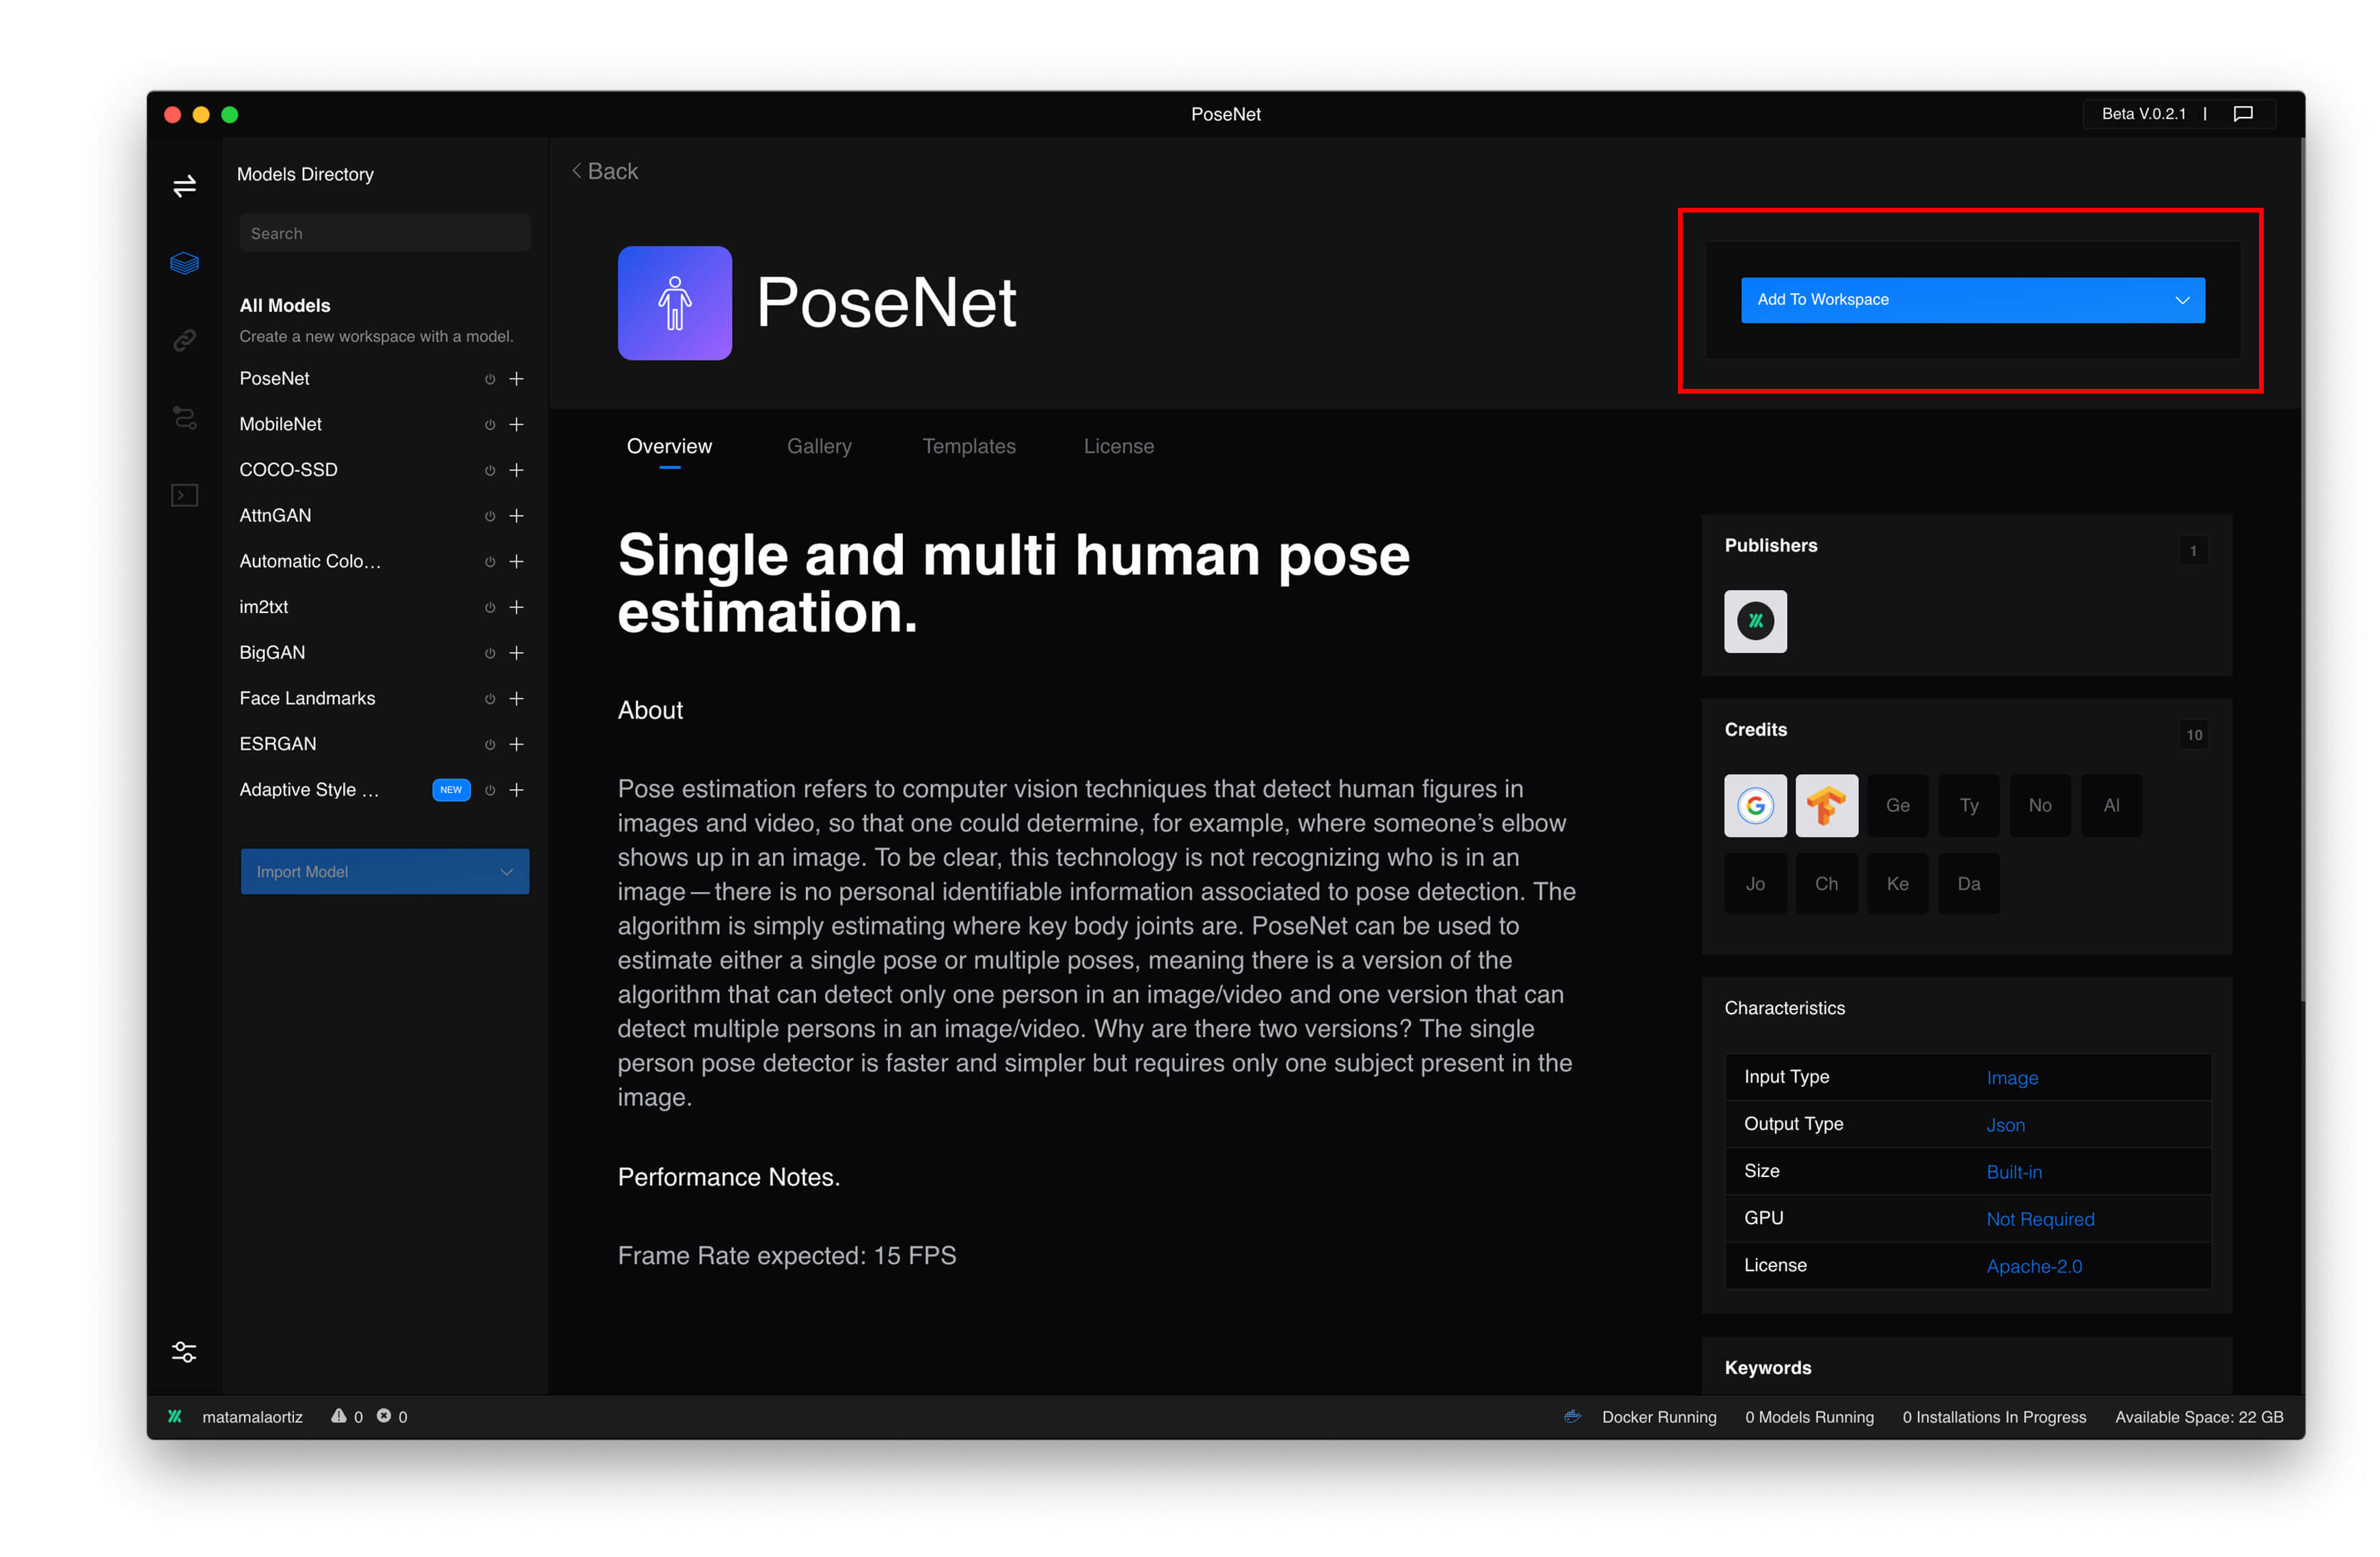 PoseNet
Beta V.0.2.1 |
Models Directory
Search
All Models
Create a new workspace with a model.
PoseNet
MobileNet
COCO-SSD
AttnGAN
Automatic Colo...
im2txt
BigGAN
Face Landmarks
ESRGAN
Adaptive Style ... NEW
Import Model
Back
PoseNet
Add To Workspace
Overview Gallery Templates License
Single and multi human pose
estimation.
About
Pose estimation refers to computer vision techniques that detect human figures in
images and video, so that one could determine, for example, where someone’s elbow
shows up in an image. To be clear, this technology is not recognizing who is in an
image—there is no personal identifiable information associated to pose detection. The
algorithm is simply estimating where key body joints are. PoseNet can be used to
estimate either a single pose or multiple poses, meaning there is a version of the
algorithm that can detect only one person in an image/video and one version that can
detect multiple persons in an image/video. Why are there two versions? The single
person pose detector is faster and simpler but requires only one subject present in the
image.
Performance Notes.
Frame Rate expected: 15 FPS
Publishers 1
Credits 10
G Ge Ty No Al
Jo Ch Ke Da
Characteristics
Input Type Image
Output Type Json
Size Built-in
GPU Not Required
License Apache-2.0
Keywords
matamalaortiz 0 0
Docker Running 0 Models Running 0 Installations In Progress Available Space: 22 GB